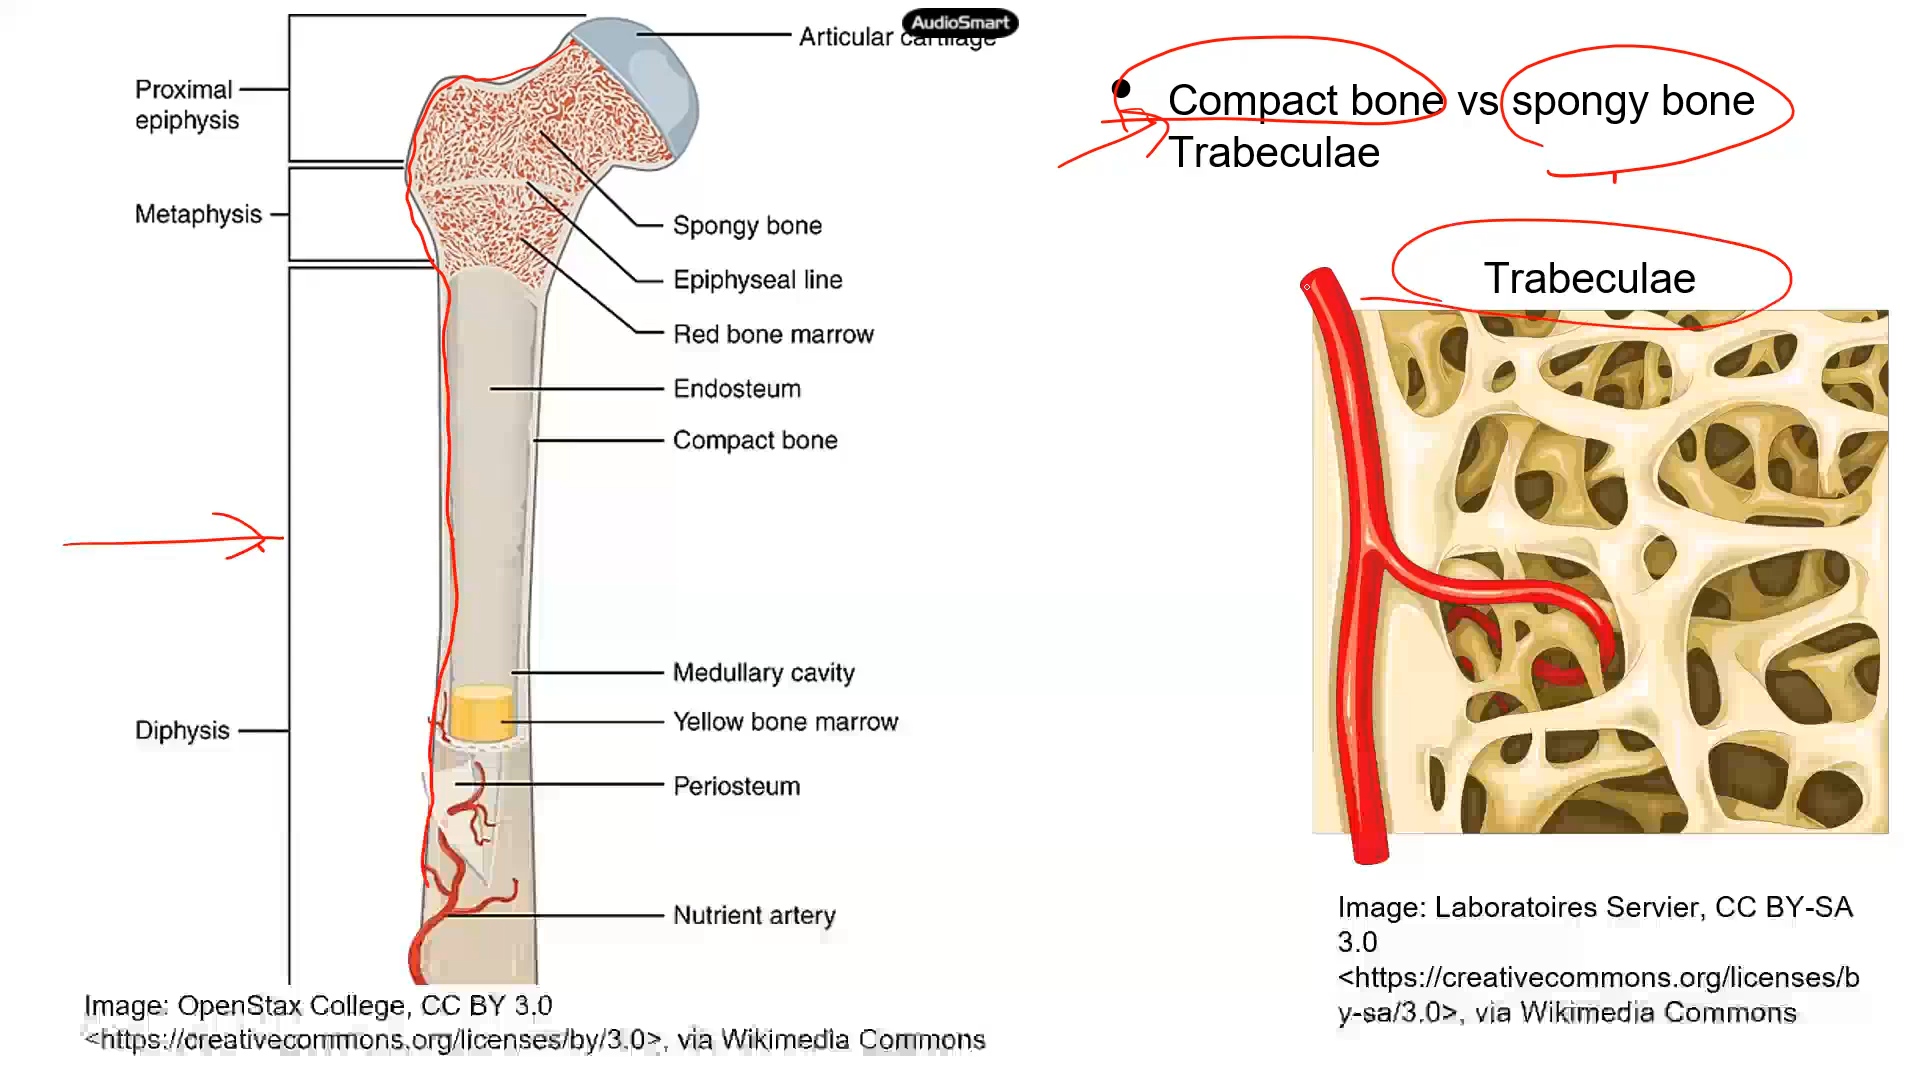 AudioSmart
Articular cartilage
Proximal
epiphysis
Metaphysis
Spongy bone
Epiphyseal line
Red bone marrow
Endosteum
Compact bone
Medullary cavity
Yellow bone marrow
Diphysis
Periosteum
Nutrient artery
Image: OpenStax College, CC BY 3.0
<https://creativecommons.org/licenses/by/3.0>, via Wikimedia Commons
Compact bone vs spongy bone
Trabeculae
Trabeculae
Image: Laboratoires Servier, CC BY-SA
3.0
<https://creativecommons.org/licenses/b
y-sa/3.0>, via Wikimedia Commons